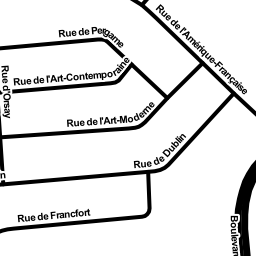 Rue de l'Amérique-Française
Rue de Pergame
Rue de l'Art-Contemporaine
Rue d'Orsay
Rue de l'Art-Moderne
Rue de Dublin
Rue de Francfort